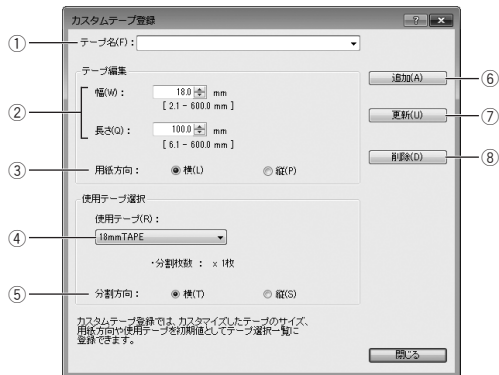 カスタムテープ登録
① テープ名(F):
テープ編集
⑥ 追加(A)
② 幅(W): 18.0 mm
[ 2.1 - 600.0 mm ]
⑦ 更新(U)
長さ(Q): 100.0 mm
[ 6.1 - 600.0 mm ]
⑧ 削除(D)
③ 用紙方向: 横(L) 縦(P)
使用テープ選択
使用テープ(R):
④ 18mmTAPE
・分割枚数 : x 1枚
⑤ 分割方向: 横(T) 縦(S)
カスタムテープ登録では、カスタマイズしたテープのサイズ、
用紙方向や使用テープを初期値としてテープ選択一覧に
登録できます。
閉じる